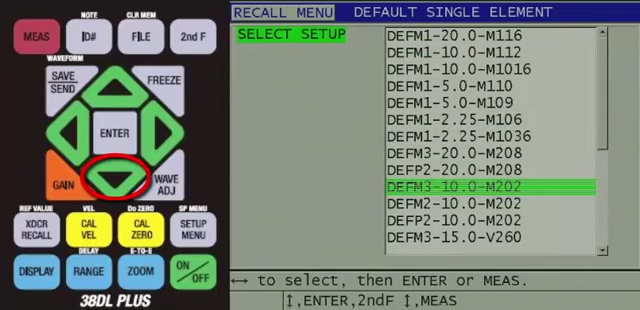 NOTE CLR MEM
MEAS ID# FILE 2nd F
WAVEFORM
SAVE/SEND FREEZE
ENTER
GAIN WAVE ADJ
REF VALUE VEL Do ZERO SP MENU
XDCR RECALL CAL VEL CAL ZERO SETUP MENU
DELAY E-TO-E
DISPLAY RANGE ZOOM ON/OFF
38DL PLUS
RECALL MENU DEFAULT SINGLE ELEMENT
SELECT SETUP
DEFM1-20.0-M116
DEFM1-10.0-M112
DEFM1-10.0-M1016
DEFM1-5.0-M110
DEFM1-5.0-M109
DEFM1-2.25-M106
DEFM1-2.25-M1036
DEFM3-20.0-M208
DEFP2-20.0-M208
DEFM3-10.0-M202
DEFM2-10.0-M202
DEFP2-10.0-M202
DEFM3-15.0-V260
↔ to select, then ENTER or MEAS.
↕,ENTER,2ndF ↕,MEAS